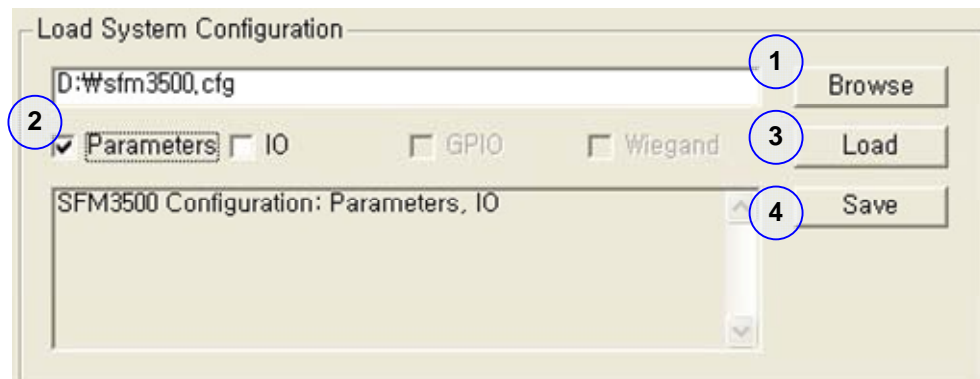 Load System Configuration
1
D:₩sfm3500,cfg
Browse
2
Parameters IO GPIO Wiegand
3
Load
SFM3500 Configuration: Parameters, IO
4
Save